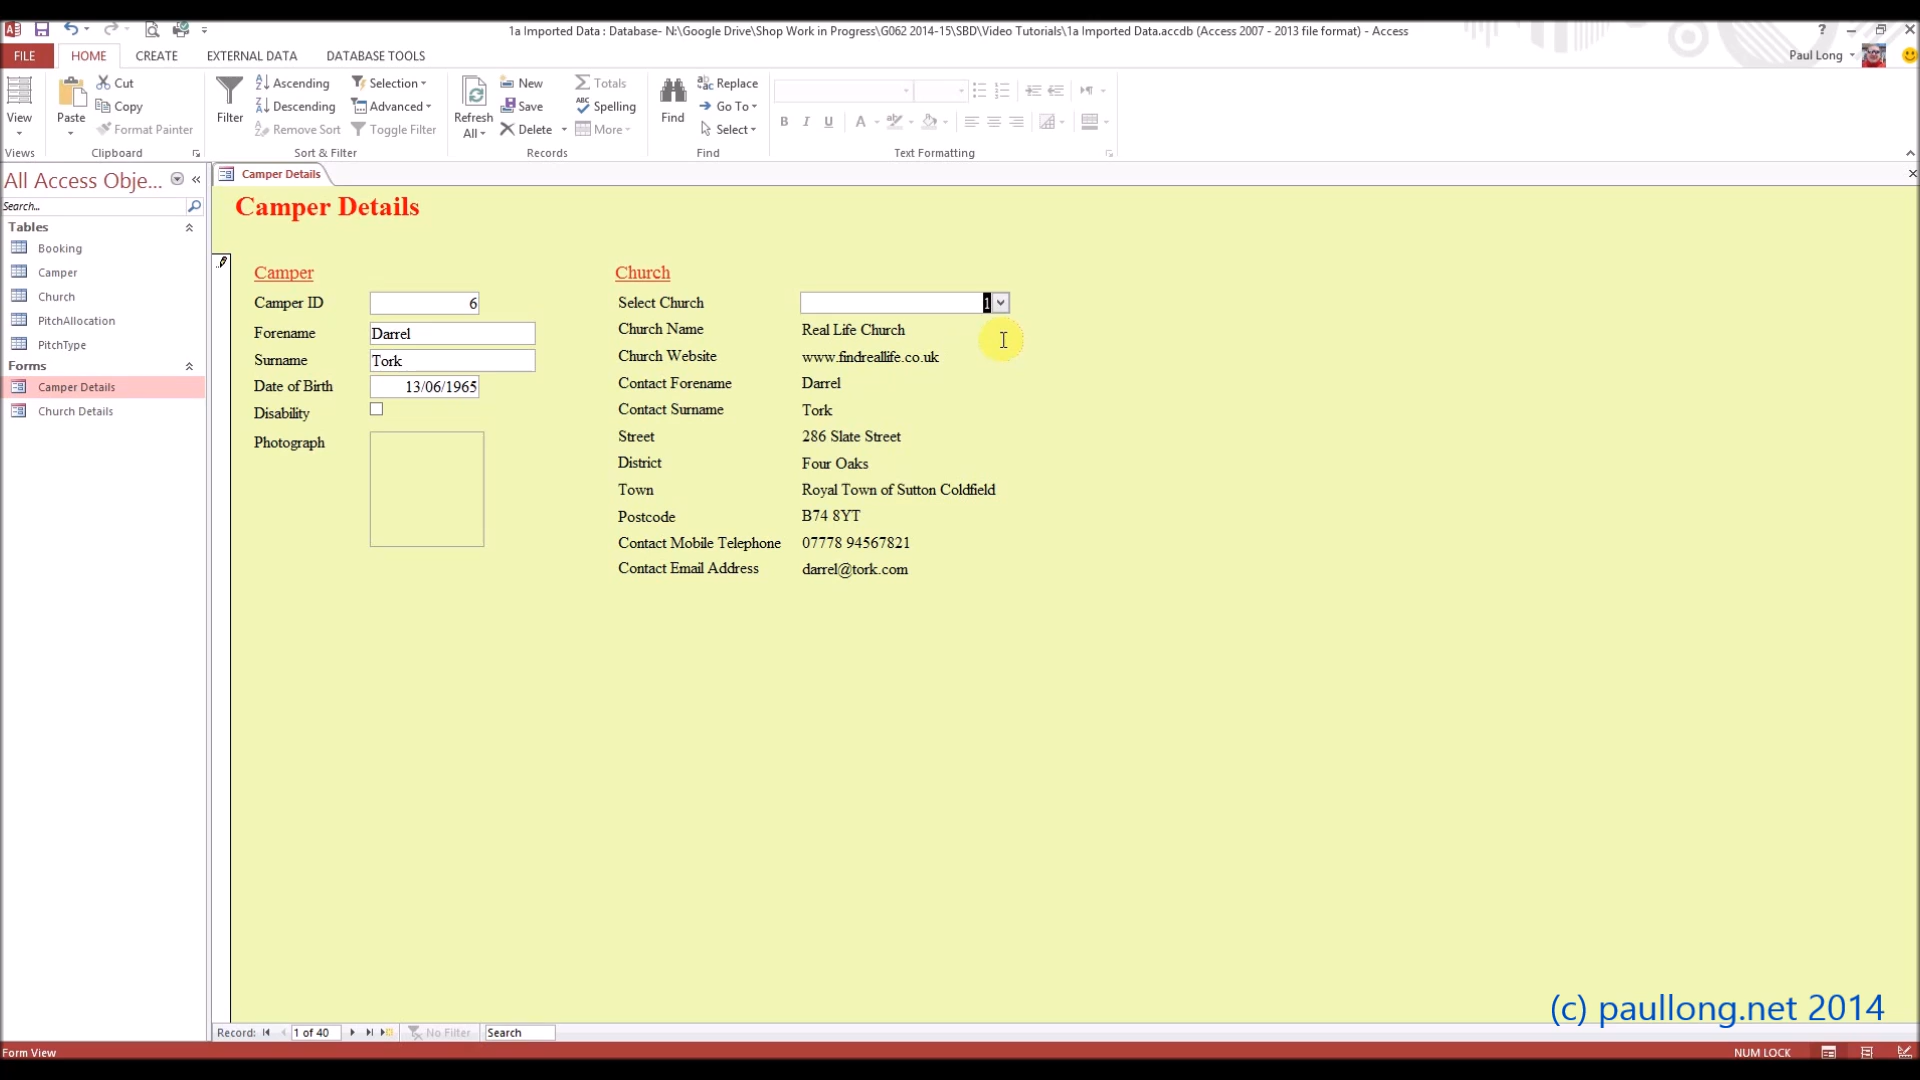 1a Imported Data : Database- N:\Google Drive\Shop Work in Progress\G062 2014-15\SBD\Video Tutorials\1a Imported Data.accdb (Access 2007 - 2013 file format) - Access
FILE HOME CREATE EXTERNAL DATA DATABASE TOOLS Paul Long
View
Views
Paste
Cut
Copy
Format Painter
Clipboard
Filter
Ascending
Descending
Remove Sort
Selection
Advanced
Toggle Filter
Sort & Filter
Refresh
All
New
Save
Delete
Totals
Spelling
More
Records
Find
Replace
Go To
Select
Find
B I U A
Text Formatting
All Access Obje...
Search...
Tables
Booking
Camper
Church
PitchAllocation
PitchType
Forms
Camper Details
Church Details
Camper Details
Camper Details
Camper
Camper ID 6
Forename Darrel
Surname Tork
Date of Birth 13/06/1965
Disability
Photograph
Church
Select Church 1
Church Name Real Life Church
Church Website www.findreallife.co.uk
Contact Forename Darrel
Contact Surname Tork
Street 286 Slate Street
District Four Oaks
Town Royal Town of Sutton Coldfield
Postcode B74 8YT
Contact Mobile Telephone 07778 94567821
Contact Email Address darrel@tork.com
(c) paullong.net 2014
Record: 1 of 40 No Filter Search
Form View NUM LOCK